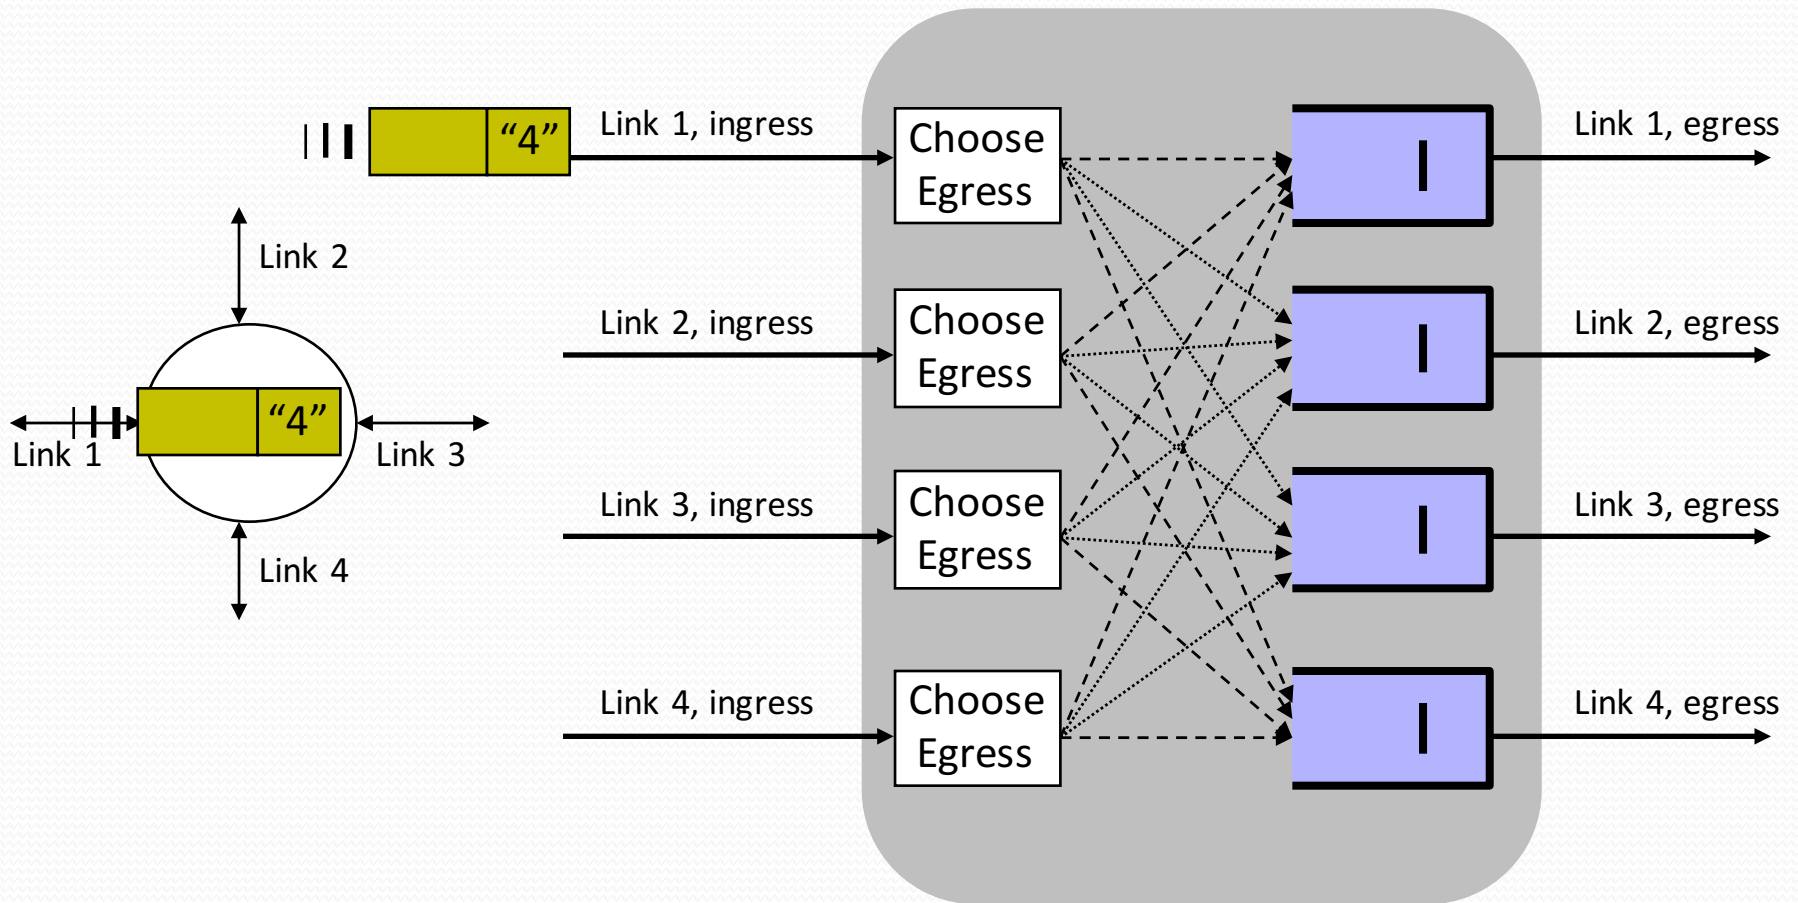 “4”
Link 1, ingress
Choose
Egress
Link 1, egress
Link 2
Link 2, ingress
Choose
Egress
Link 2, egress
“4”
Link 1
Link 3
Link 3, ingress
Choose
Egress
Link 3, egress
Link 4
Link 4, ingress
Choose
Egress
Link 4, egress